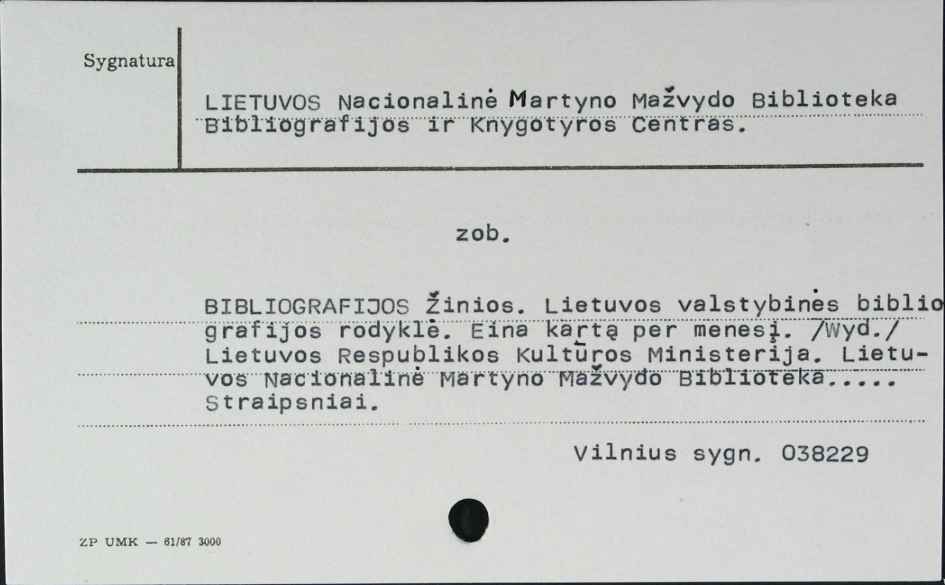 Sygnatura
LIETUVOS Nacionalinė Martyno Mažvydo Biblioteka
Bibliografijos ir Knygotyros Centras.
zob.
BIBLIOGRAFIJOS Žinios. Lietuvos valstybinės biblio
grafijos rodyklė. Eina kartą per menesį. /Wyd./
Lietuvos Respublikos Kultūros Ministerija. Lietu-
vos Nacionalinė Martyno Mažvydo Biblioteka.....
Straipsniai.
Vilnius sygn. 038229
ZP UMK — 61/87 3000